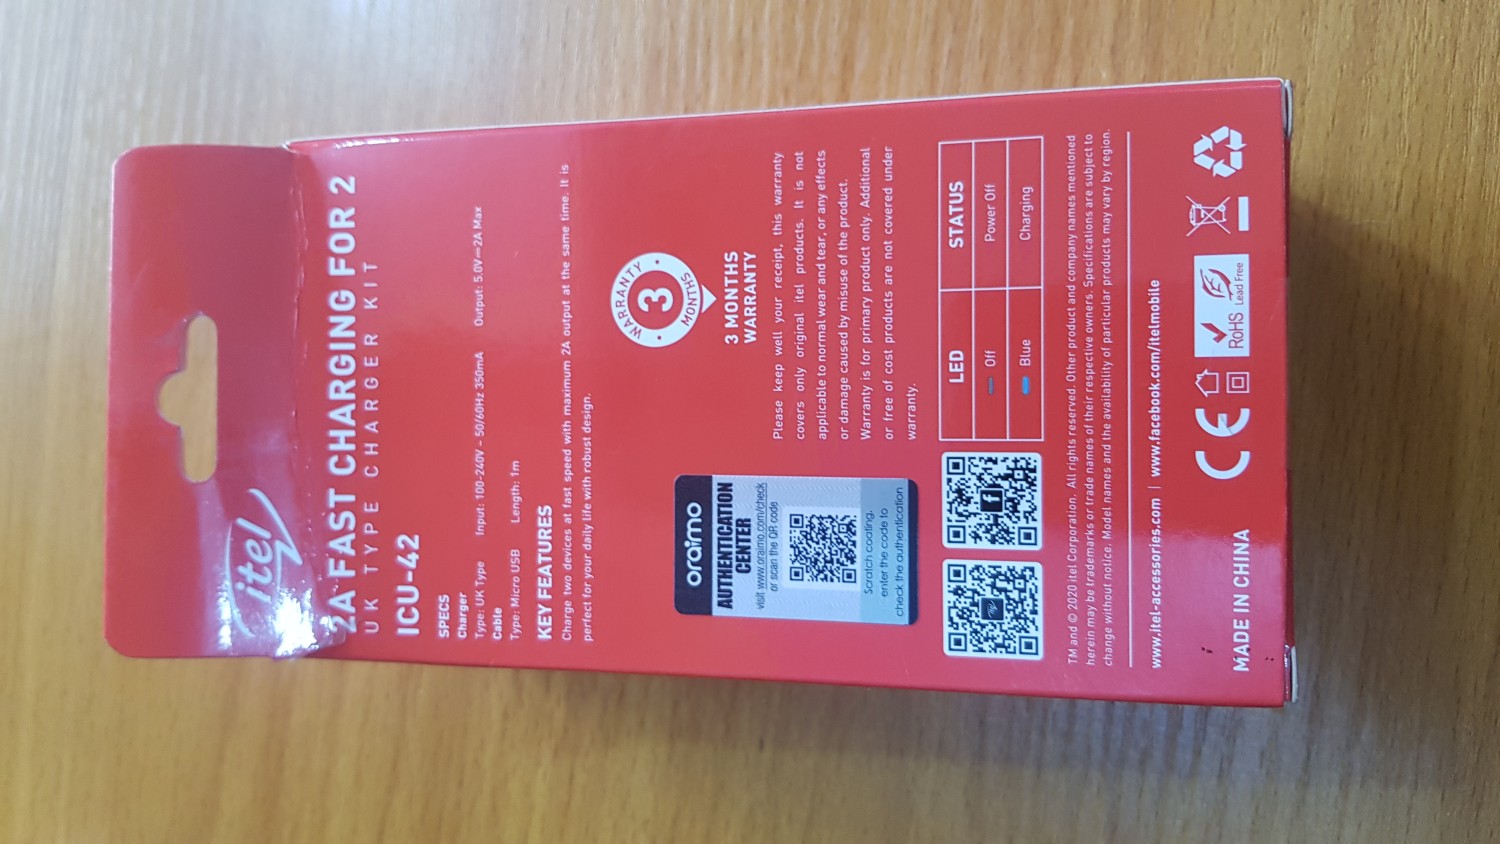 itel
2A FAST CHARGING FOR 2
UK TYPE CHARGER KIT
ICU-42
SPECS
Charger
Type: UK Type Input: 100-240V ~ 50/60Hz 350mA Output: 5.0V⎓2A Max
Cable
Type: Micro USB Length: 1m
KEY FEATURES
Charge two devices at fast speed with maximum 2A output at the same time. It is
perfect for your daily life with robust design.
WARRANTY
3
MONTHS
3 MONTHS
WARRANTY
Please keep well your receipt, this warranty
covers only original itel products. It is not
applicable to normal wear and tear, or any effects
or damage caused by misuse of the product.
Warranty is for primary product only. Additional
or free of cost products are not covered under
warranty.
oraimo
AUTHENTICATION
CENTER
visit www.oraimo.com/check
or scan the QR code
Scratch coating,
enter the code to
check the authentication
LED STATUS
Off Power Off
Blue Charging
TM and © 2020 itel Corporation. All rights reserved. Other product and company names mentioned
herein may be trademarks or trade names of their respective owners. Specifications are subject to
change without notice. Model names and the availability of particular products may vary by region.
www.itel-accessories.com | www.facebook.com/itelmobile
MADE IN CHINA
CE
RoHS
Lead Free